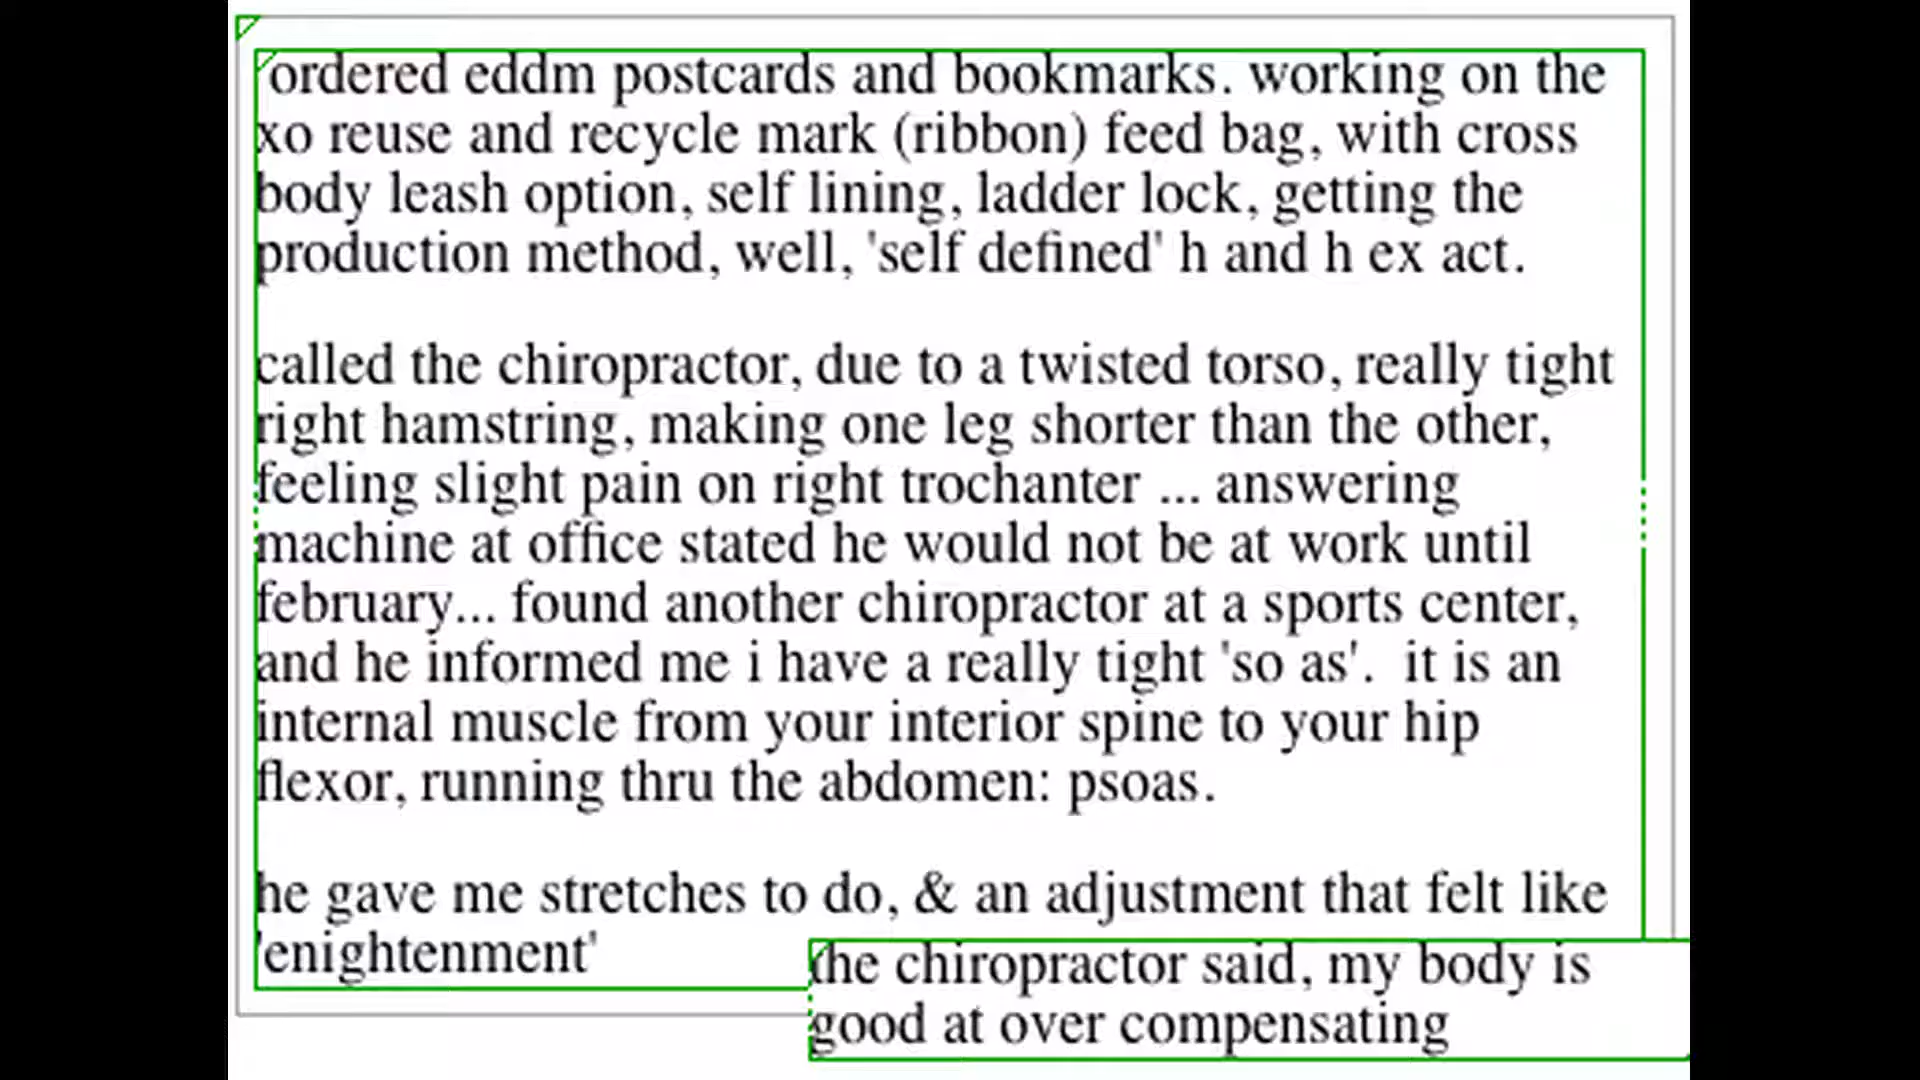 ordered eddm postcards and bookmarks. working on the
xo reuse and recycle mark (ribbon) feed bag, with cross
body leash option, self lining, ladder lock, getting the
production method, well, 'self defined' h and h ex act.
called the chiropractor, due to a twisted torso, really tight
right hamstring, making one leg shorter than the other,
feeling slight pain on right trochanter ... answering
machine at office stated he would not be at work until
february... found another chiropractor at a sports center,
and he informed me i have a really tight 'so as'.  it is an
internal muscle from your interior spine to your hip
flexor, running thru the abdomen: psoas.
he gave me stretches to do, & an adjustment that felt like
'enightenment'
the chiropractor said, my body is
good at over compensating